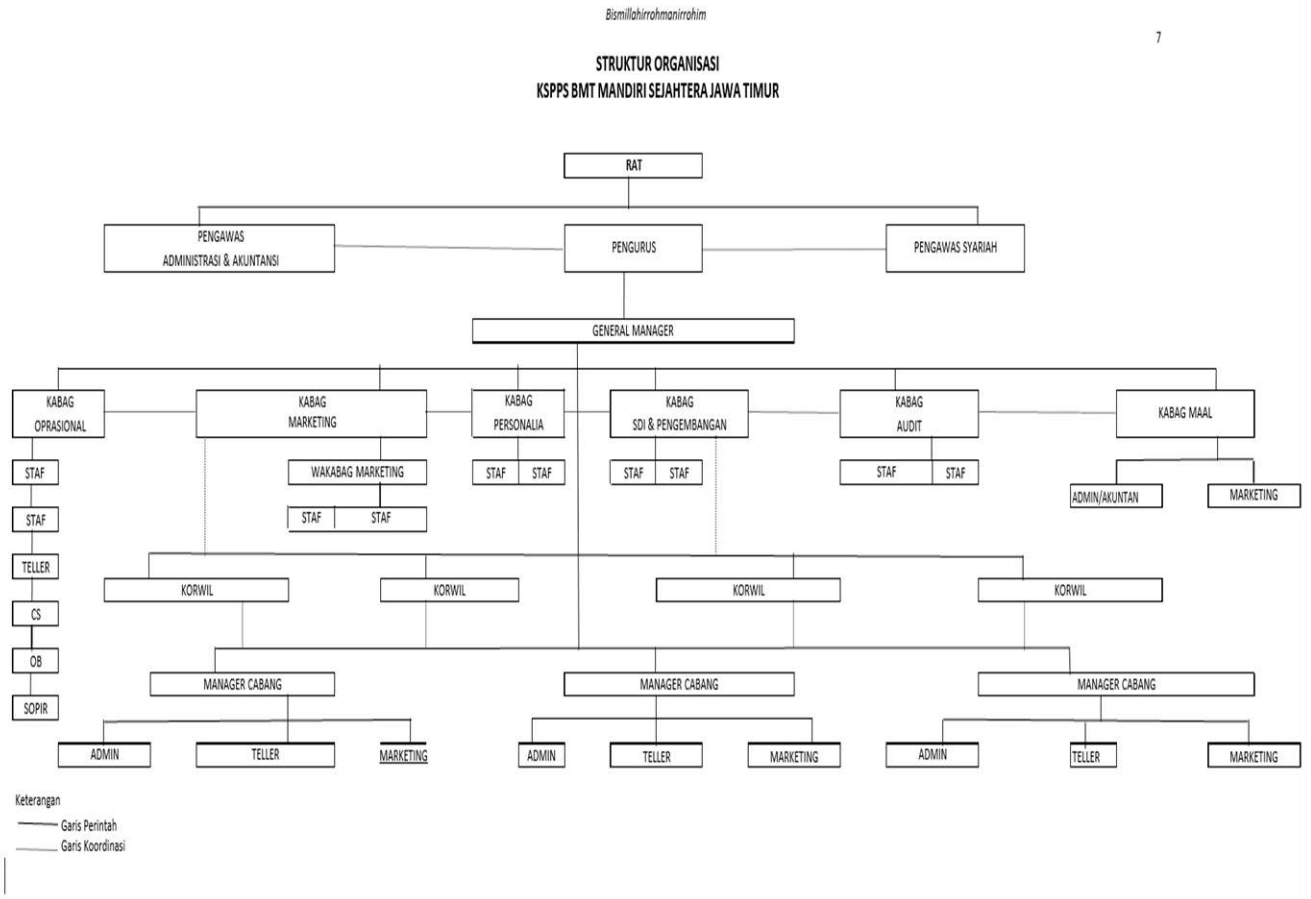 Bismillahirrohmanirrohim
7
STRUKTUR ORGANISASI
KSPPS BMT MANDIRI SEJAHTERA JAWA TIMUR
RAT
PENGAWAS
ADMINISTRASI & AKUNTANSI
PENGURUS
PENGAWAS SYARIAH
GENERAL MANAGER
KABAG
OPRASIONAL
KABAG
MARKETING
KABAG
PERSONALIA
KABAG
SDI & PENGEMBANGAN
KABAG
AUDIT
KABAG MAAL
STAF
WAKABAG MARKETING
STAF
STAF
STAF
STAF
STAF
STAF
ADMIN/AKUNTAN
MARKETING
STAF
STAF
STAF
TELLER
KORWIL
KORWIL
KORWIL
KORWIL
CS
OB
MANAGER CABANG
MANAGER CABANG
MANAGER CABANG
SOPIR
ADMIN
TELLER
MARKETING
ADMIN
TELLER
MARKETING
ADMIN
TELLER
MARKETING
Keterangan
Garis Perintah
Garis Koordinasi